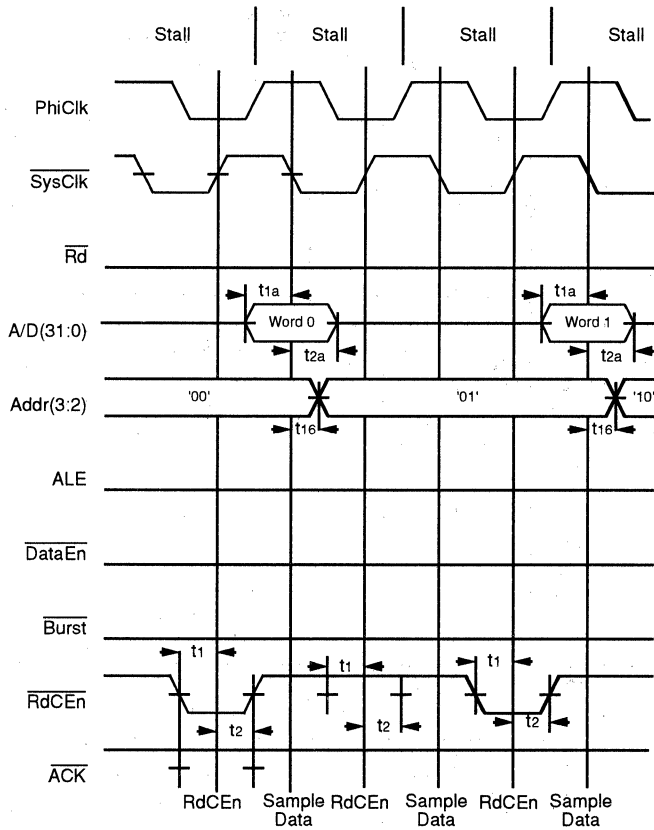 Stall Stall Stall Stall
PhiClk
SysClk
Rd
t1a t1a
A/D(31:0) Word 0 Word 1
t2a t2a
Addr(3:2) '00' '01' '10'
t16 t16
ALE
DataEn
Burst
t1 t1 t1
RdCEn
t2 t2 t2
ACK
RdCEn Sample RdCEn Sample RdCEn Sample
Data Data Data